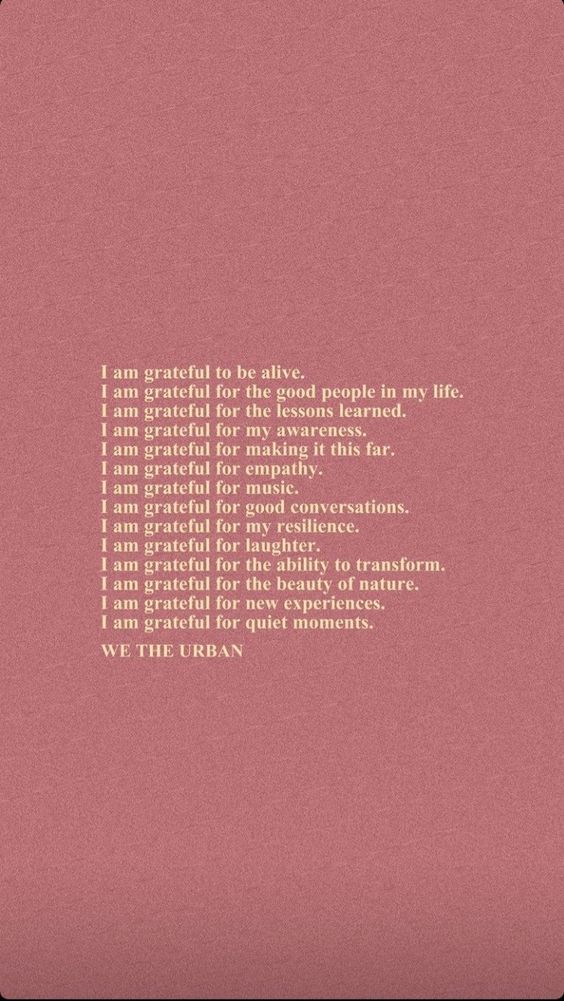 I am grateful to be alive.
I am grateful for the good people in my life.
I am grateful for the lessons learned.
I am grateful for my awareness.
I am grateful for making it this far.
I am grateful for empathy.
I am grateful for music.
I am grateful for good conversations.
I am grateful for my resilience.
I am grateful for laughter.
I am grateful for the ability to transform.
I am grateful for the beauty of nature.
I am grateful for new experiences.
I am grateful for quiet moments.
WE THE URBAN